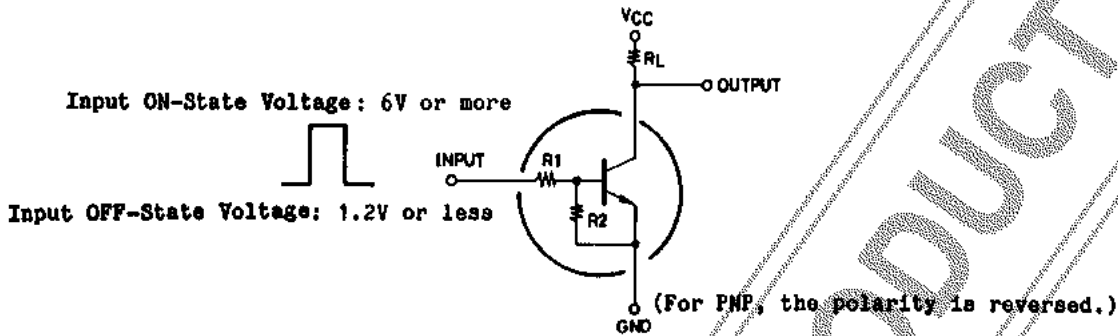 VCC
RL
OUTPUT
Input ON-State Voltage: 6V or more
INPUT
R1
Input OFF-State Voltage: 1.2V or less
R2
(For PNP, the polarity is reversed.)
GND
PRODUCT